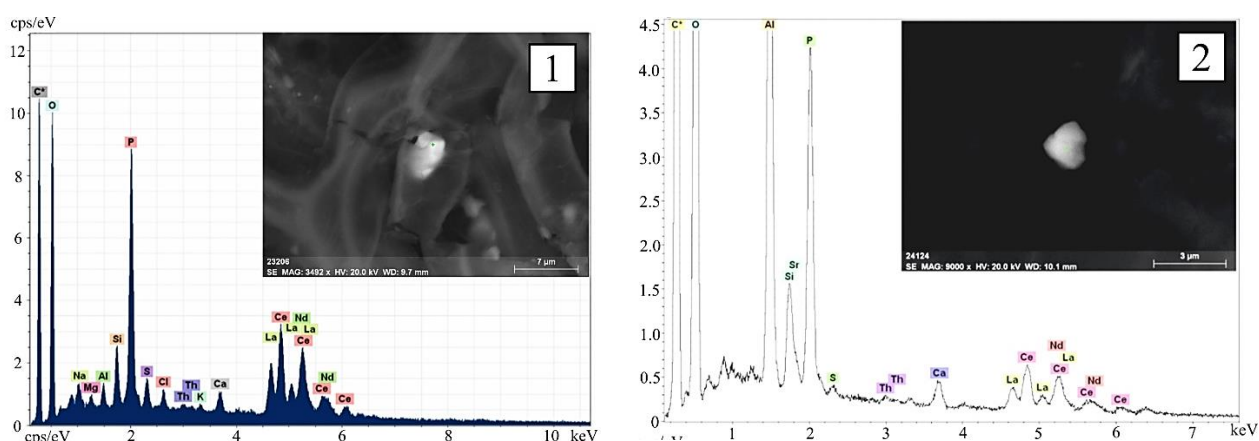 cps/eV
12
10
8
6
4
2
0
C*
O
P
Na
Mg
Al
Si
S
Cl
Th
Th
K
Ca
La
Ce
La
Nd
La
Ce
Nd
Ce
Ce
1
23206
SE MAG: 3492 x HV: 20.0 kV WD: 9.7 mm
7 µm
cps/eV 2 4 6 8 10 keV
4.5
4.0
3.5
3.0
2.5
2.0
1.5
1.0
0.5
0.0
C*
O
Al
P
Sr
Si
S
Th
Th
Ca
La
Ce
La
Nd
La
Ce
Nd
Ce
Ce
2
24124
SE MAG: 9000 x HV: 20.0 kV WD: 10.1 mm
3 µm
1 2 3 4 5 6 7 keV